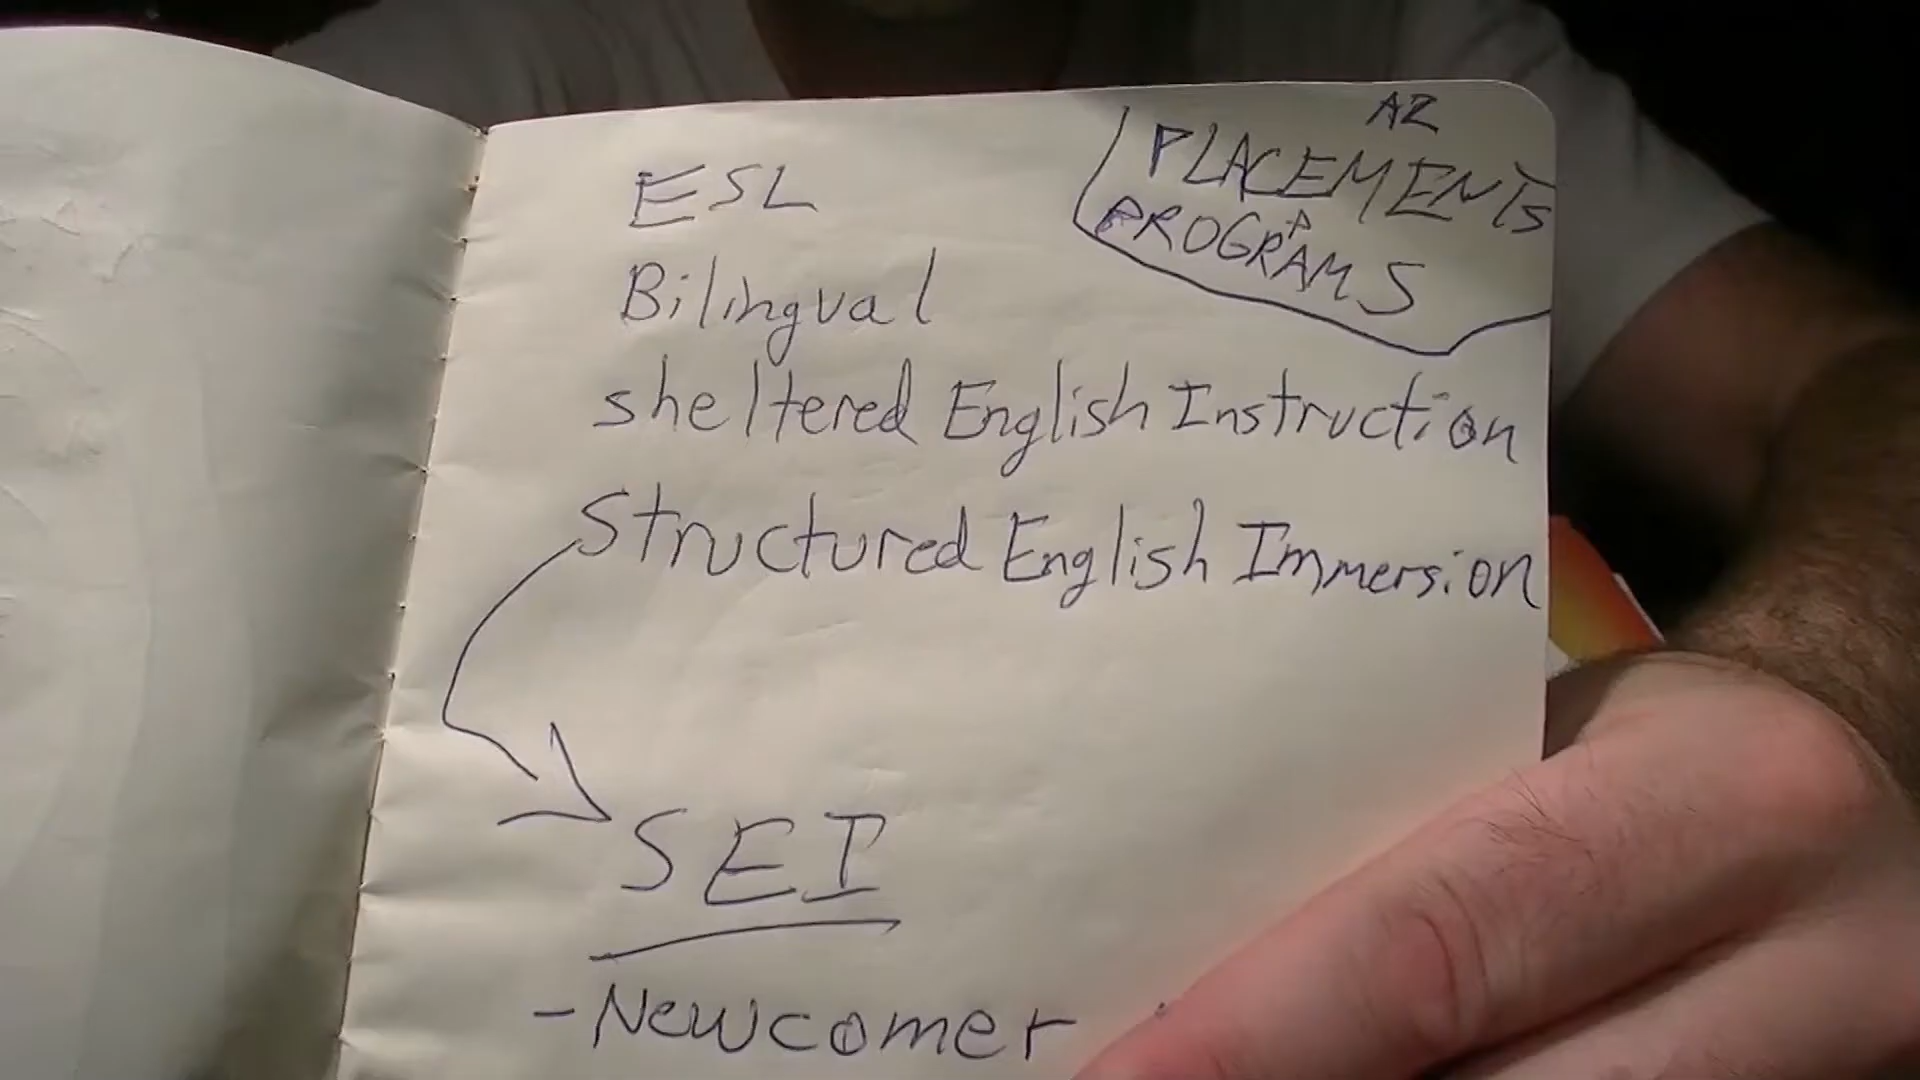 AZ
PLACEMENTS
PROGRAMS
ESL
Bilingual
sheltered English Instruction
Structured English Immersion
SEI
- Newcomer